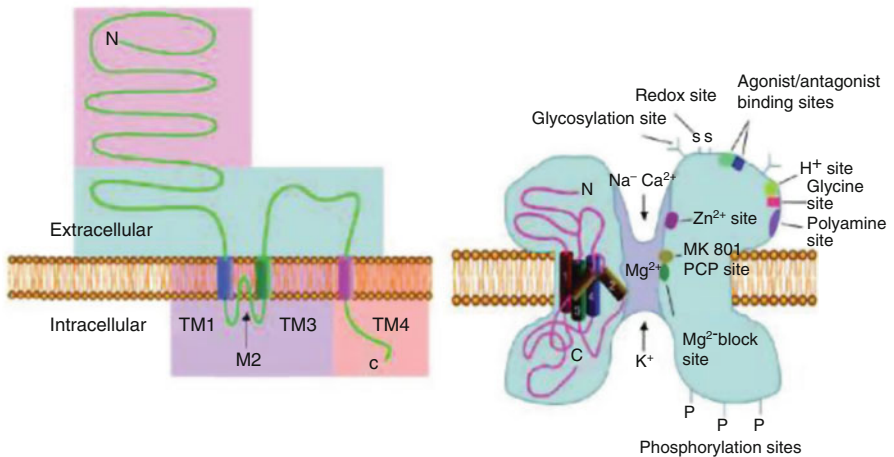 N
Extracellular
Intracellular
TM1
TM3
TM4
M2
c
Redox site
Agonist/antagonist
binding sites
Glycosylation site
s s
Na⁻ Ca²⁺
N
H⁺ site
Glycine
site
Zn²⁺ site
Polyamine
site
MK 801
PCP site
Mg²⁺
Mg²⁻block
site
C
K⁺
P
P
P
Phosphorylation sites